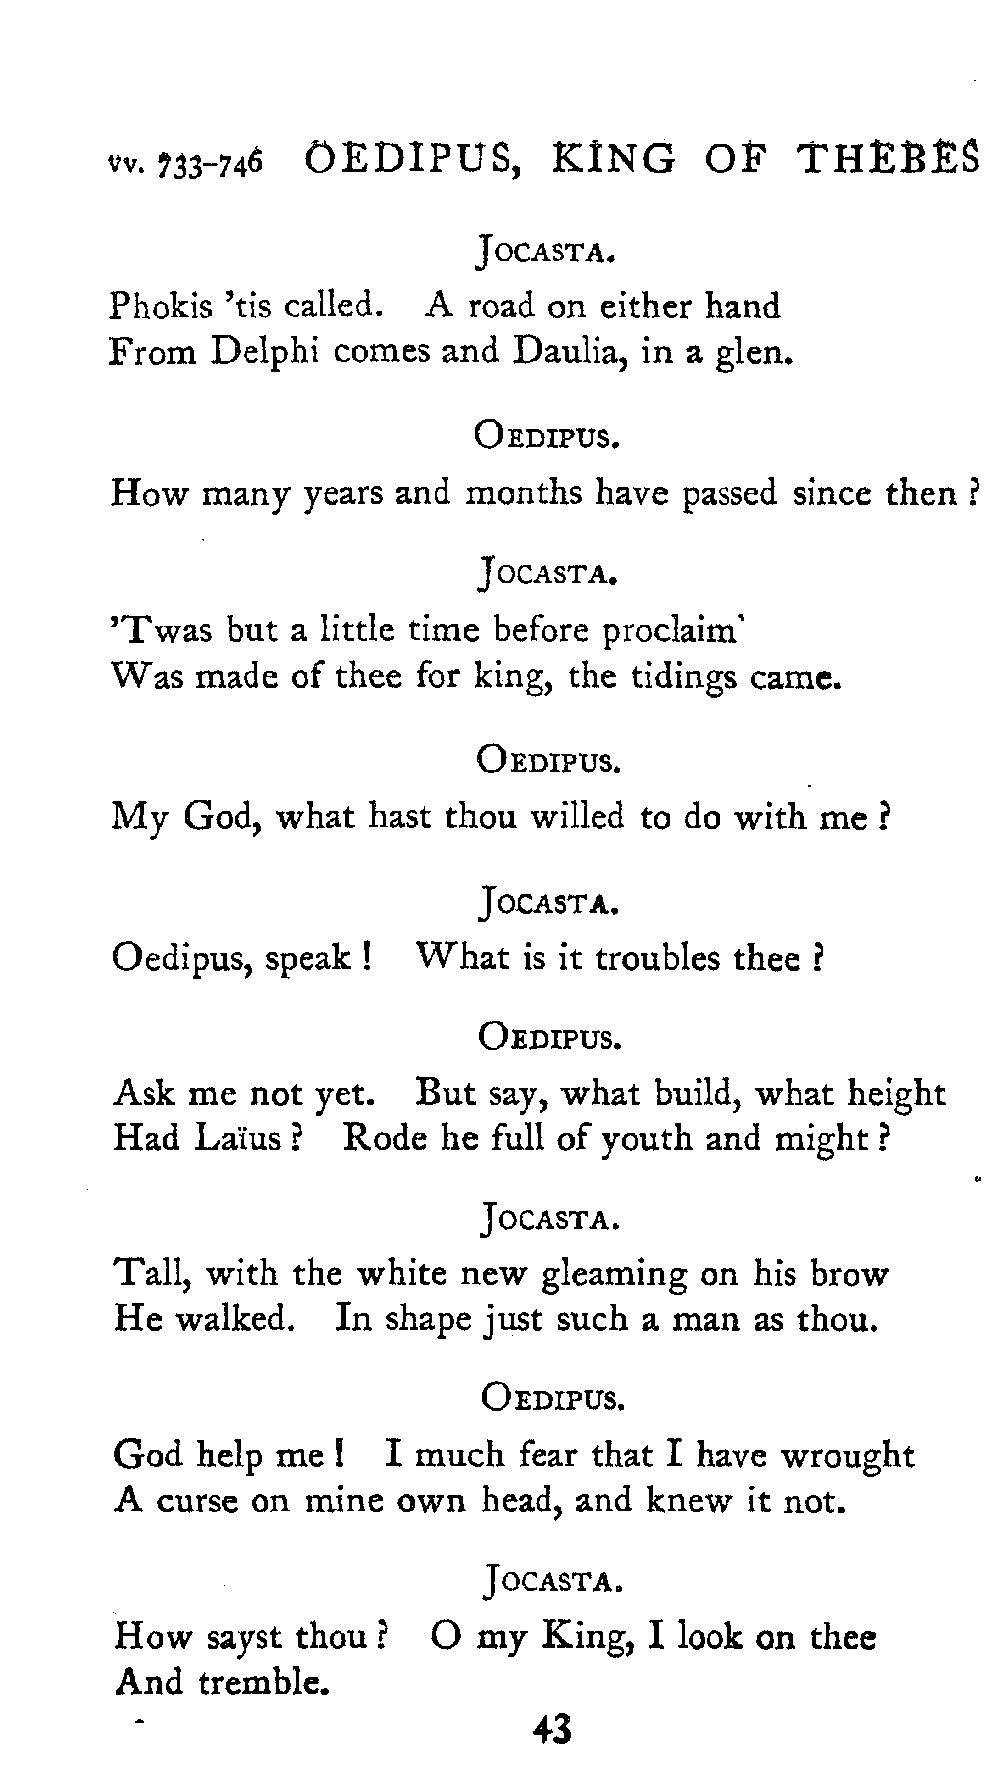 vv. 733–746 OEDIPUS, KING OF THEBES
JOCASTA.
Phokis ’tis called. A road on either hand
From Delphi comes and Daulia, in a glen.
OEDIPUS.
How many years and months have passed since then ?
JOCASTA.
’Twas but a little time before proclaim'
Was made of thee for king, the tidings came.
OEDIPUS.
My God, what hast thou willed to do with me ?
JOCASTA.
Oedipus, speak ! What is it troubles thee ?
OEDIPUS.
Ask me not yet. But say, what build, what height
Had Laïus ? Rode he full of youth and might ?
JOCASTA.
Tall, with the white new gleaming on his brow
He walked. In shape just such a man as thou.
OEDIPUS.
God help me ! I much fear that I have wrought
A curse on mine own head, and knew it not.
JOCASTA.
How sayst thou ? O my King, I look on thee
And tremble.
43